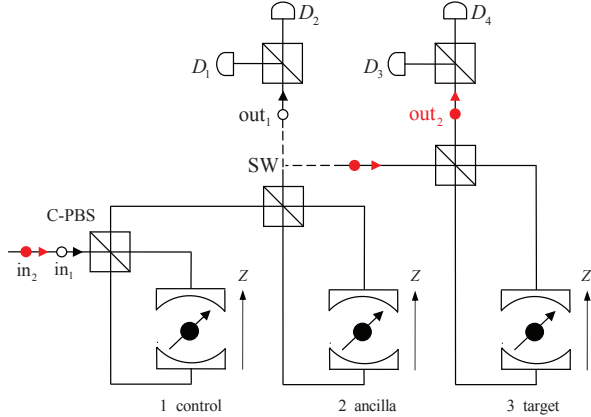 D₂
D₄
D₁
D₃
out₁
out₂
SW
C-PBS
in₂
in₁
Z
Z
Z
1 control
2 ancilla
3 target